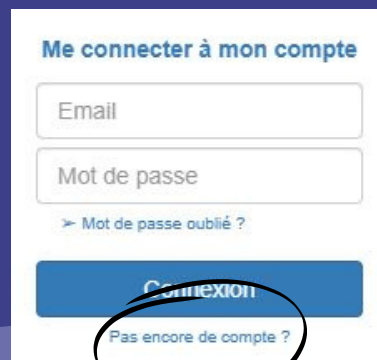 Me connecter à mon compte
Email
Mot de passe
➢ Mot de passe oublié ?
Connexion
Pas encore de compte ?